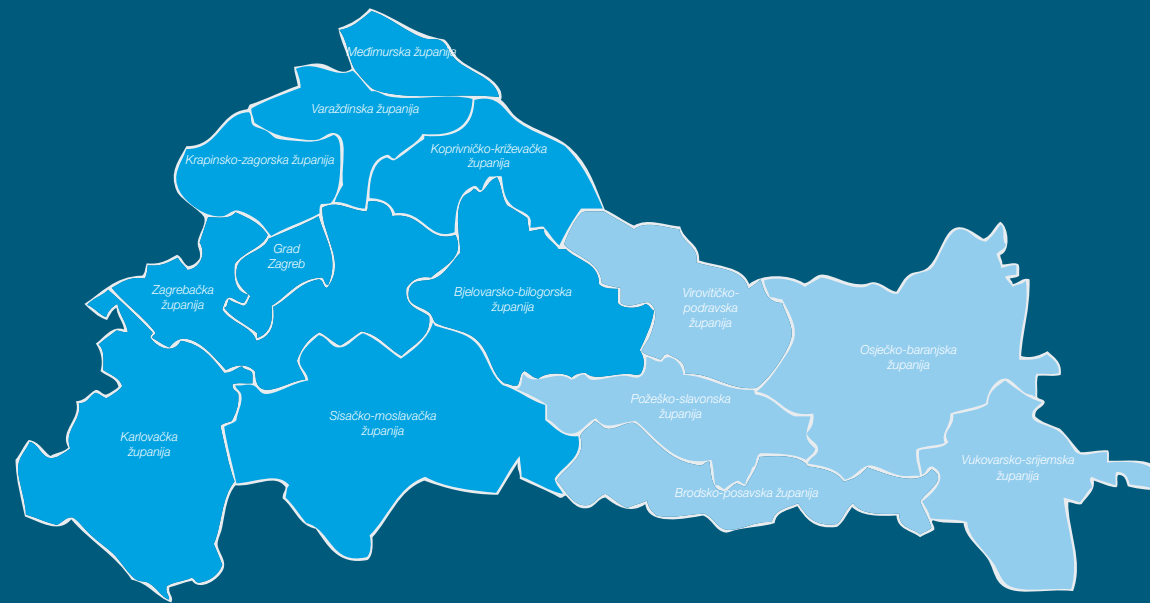 Međimurska županija
Varaždinska županija
Krapinsko-zagorska županija
Koprivničko-križevačka
županija
Grad
Zagreb
Zagrebačka
županija
Bjelovarsko-bilogorska
županija
Virovitičko-
podravska
županija
Osječko-baranjska
županija
Požeško-slavonska
županija
Sisačko-moslavačka
županija
Karlovačka
županija
Vukovarsko-srijemska
županija
Brodsko-posavska županija